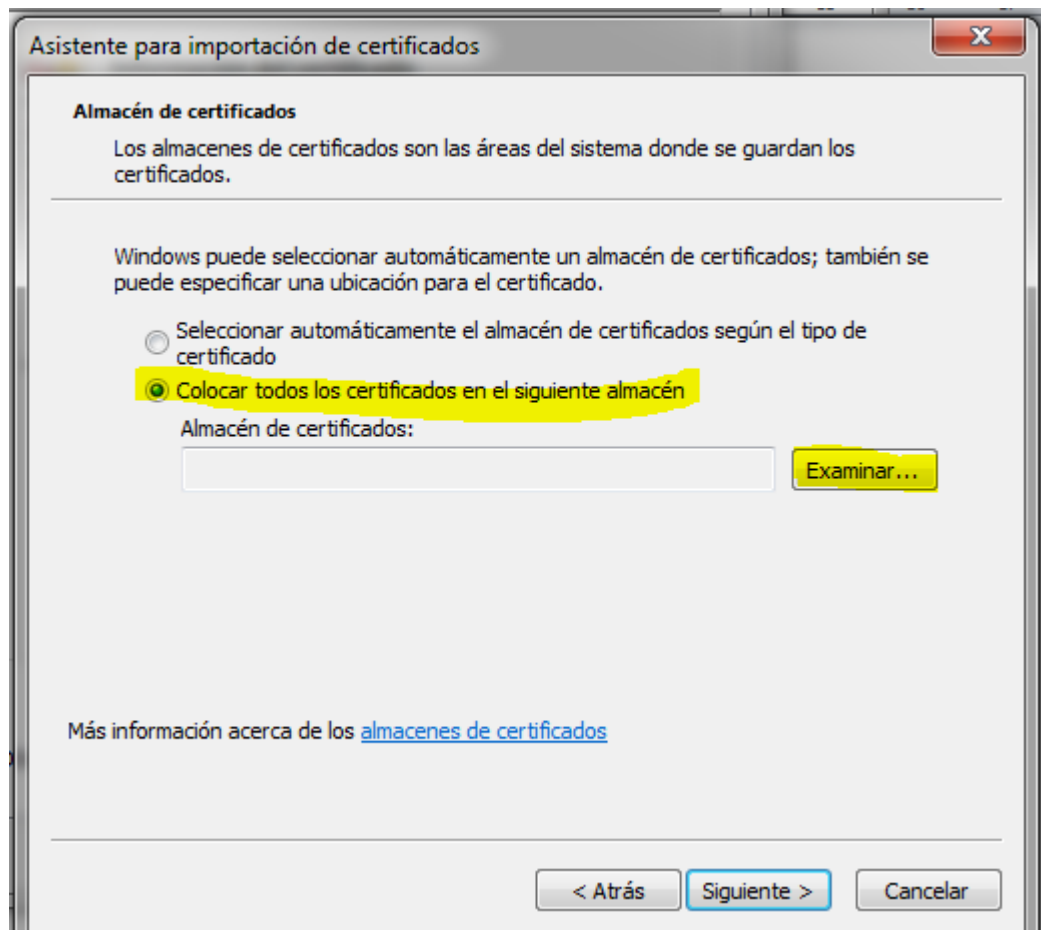 Asistente para importación de certificados
Almacén de certificados
Los almacenes de certificados son las áreas del sistema donde se guardan los
certificados.
Windows puede seleccionar automáticamente un almacén de certificados; también se
puede especificar una ubicación para el certificado.
Seleccionar automáticamente el almacén de certificados según el tipo de
certificado
Colocar todos los certificados en el siguiente almacén
Almacén de certificados:
Examinar...
Más información acerca de los almacenes de certificados
< Atrás
Siguiente >
Cancelar